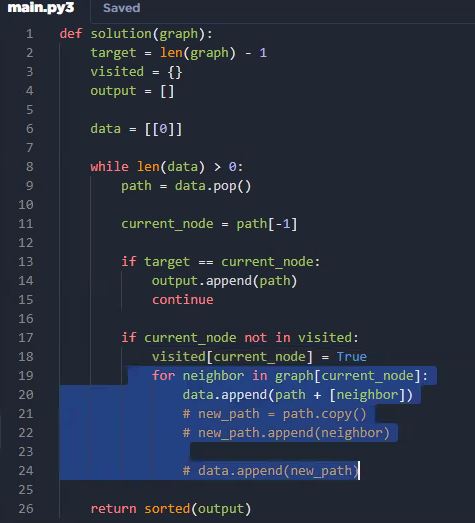 main.py3 Saved
1 def solution(graph):
2     target = len(graph) - 1
3     visited = {}
4     output = []
5
6     data = [[0]]
7
8     while len(data) > 0:
9         path = data.pop()
10
11         current_node = path[-1]
12
13         if target == current_node:
14             output.append(path)
15             continue
16
17         if current_node not in visited:
18             visited[current_node] = True
19             for neighbor in graph[current_node]:
20                 data.append(path + [neighbor])
21                 # new_path = path.copy()
22                 # new_path.append(neighbor)
23
24                 # data.append(new_path)
25
26     return sorted(output)